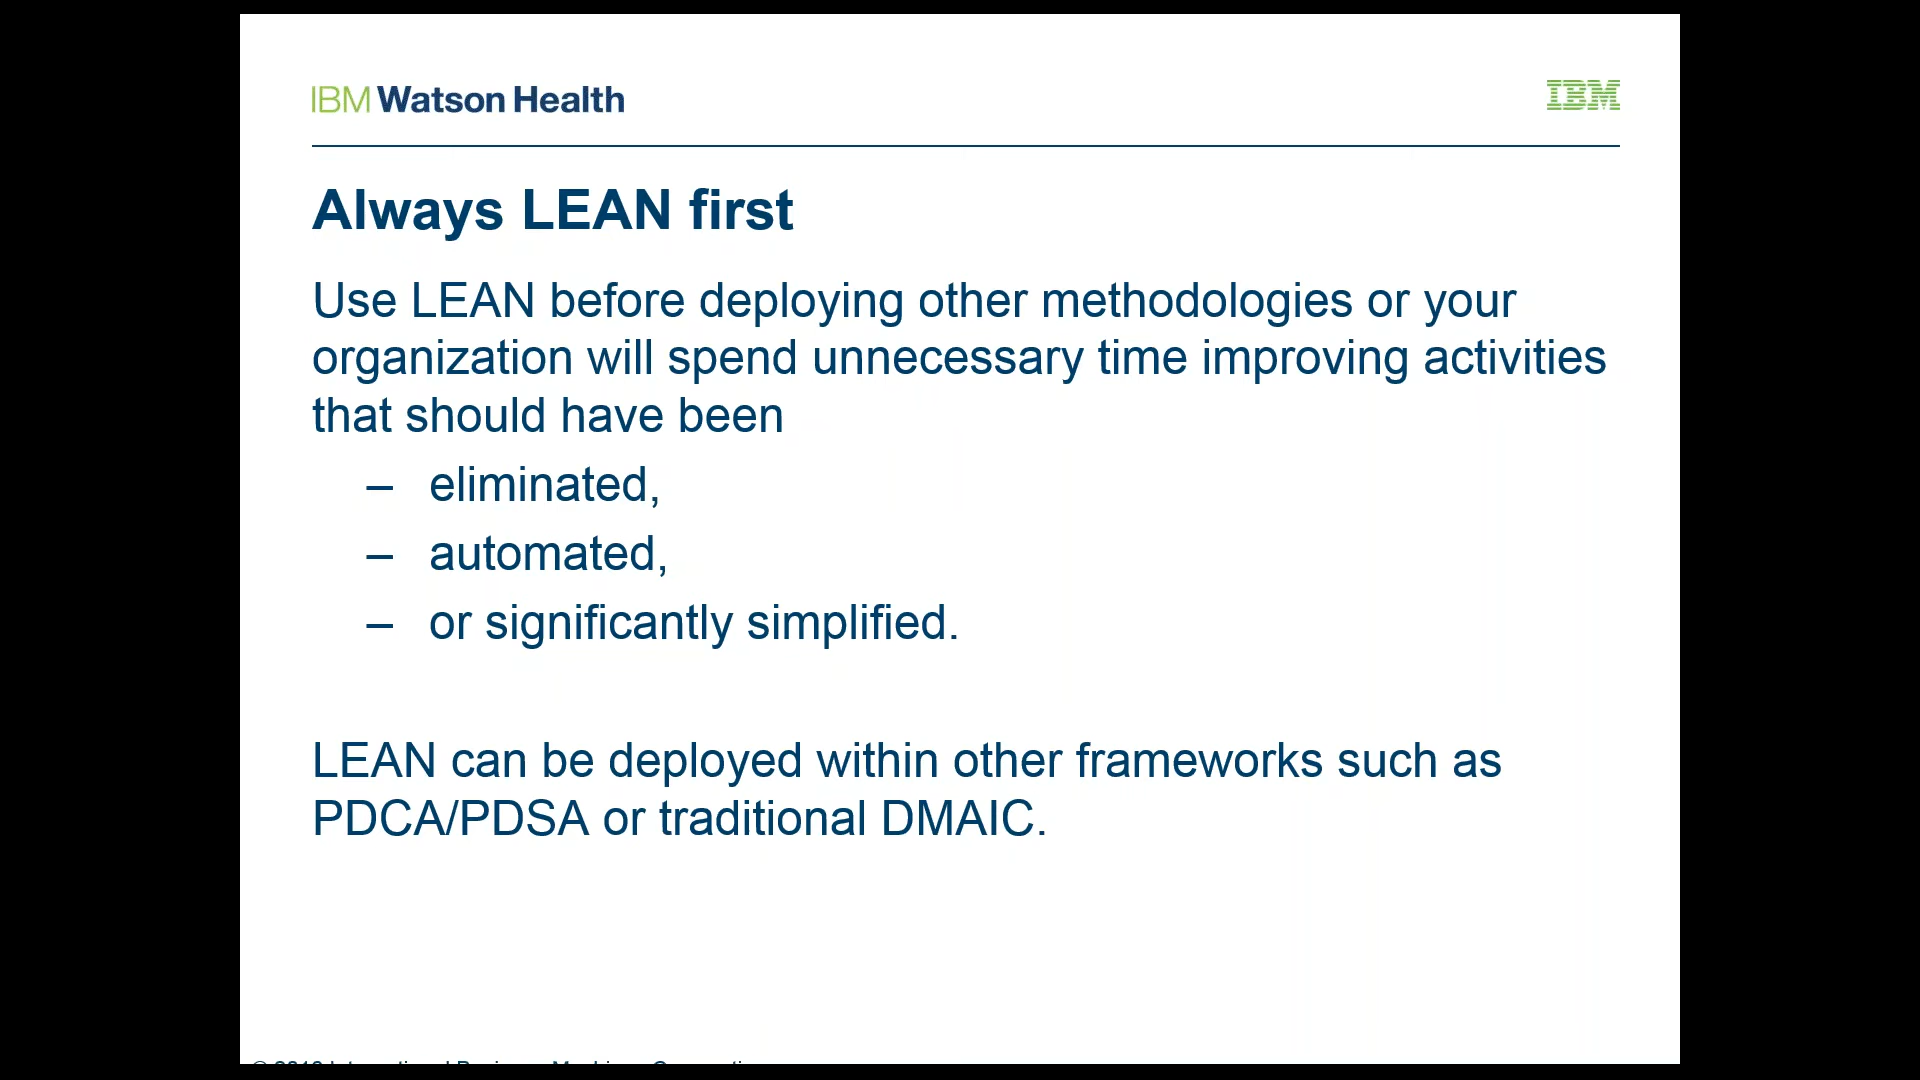 IBM Watson Health
IBM
Always LEAN first
Use LEAN before deploying other methodologies or your
organization will spend unnecessary time improving activities
that should have been
– eliminated,
– automated,
– or significantly simplified.
LEAN can be deployed within other frameworks such as
PDCA/PDSA or traditional DMAIC.